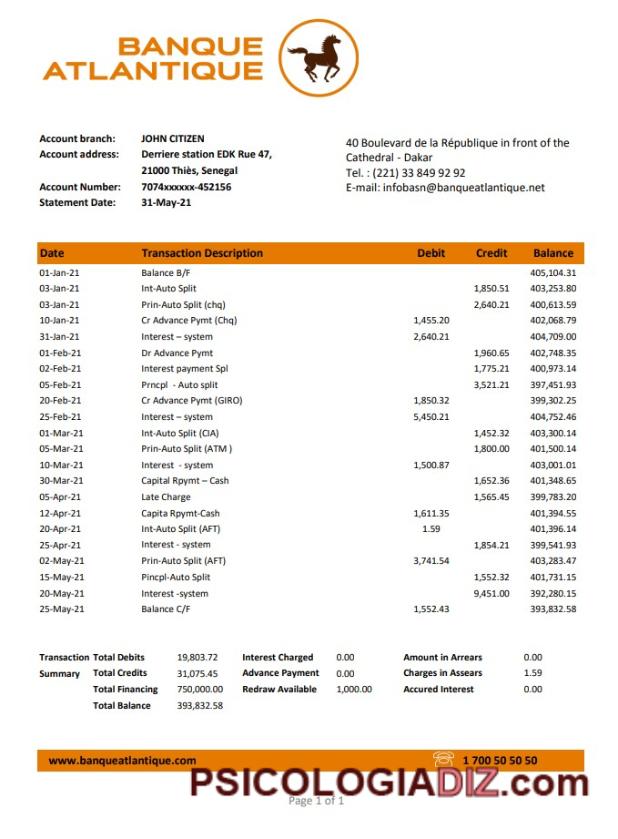 BANQUE
ATLANTIQUE
Account branch: JOHN CITIZEN
Account address: Derriere station EDK Rue 47,
21000 Thiès, Senegal
Account Number: 7074xxxxxx-452156
Statement Date: 31-May-21
40 Boulevard de la République in front of the
Cathedral - Dakar
Tel. : (221) 33 849 92 92
E-mail: infobasn@banqueatlantique.net
Date Transaction Description Debit Credit Balance
01-Jan-21 Balance B/F 405,104.31
03-Jan-21 Int-Auto Split 1,850.51 403,253.80
03-Jan-21 Prin-Auto Split (chq) 2,640.21 400,613.59
10-Jan-21 Cr Advance Pymt (Chq) 1,455.20 402,068.79
31-Jan-21 Interest – system 2,640.21 404,709.00
01-Feb-21 Dr Advance Pymt 1,960.65 402,748.35
02-Feb-21 Interest payment Spl 1,775.21 400,973.14
05-Feb-21 Prncpl - Auto split 3,521.21 397,451.93
20-Feb-21 Cr Advance Pymt (GIRO) 1,850.32 399,302.25
25-Feb-21 Interest – system 5,450.21 404,752.46
01-Mar-21 Int-Auto Split (CIA) 1,452.32 403,300.14
05-Mar-21 Prin-Auto Split (ATM ) 1,800.00 401,500.14
10-Mar-21 Interest - system 1,500.87 403,001.01
30-Mar-21 Capital Rpymt – Cash 1,652.36 401,348.65
05-Apr-21 Late Charge 1,565.45 399,783.20
12-Apr-21 Capita Rpymt-Cash 1,611.35 401,394.55
20-Apr-21 Int-Auto Split (AFT) 1.59 401,396.14
25-Apr-21 Interest - system 1,854.21 399,541.93
02-May-21 Prin-Auto Split (AFT) 3,741.54 403,283.47
15-May-21 Pincpl-Auto Split 1,552.32 401,731.15
20-May-21 Interest -system 9,451.00 392,280.15
25-May-21 Balance C/F 1,552.43 393,832.58
Transaction Total Debits 19,803.72 Interest Charged 0.00 Amount in Arrears 0.00
Summary Total Credits 31,075.45 Advance Payment 0.00 Charges in Assears 1.59
Total Financing 750,000.00 Redraw Available 1,000.00 Accured Interest 0.00
Total Balance 393,832.58
www.banqueatlantique.com 1 700 50 50 50
PSICOLOGIADIZ.com
Page 1 of 1